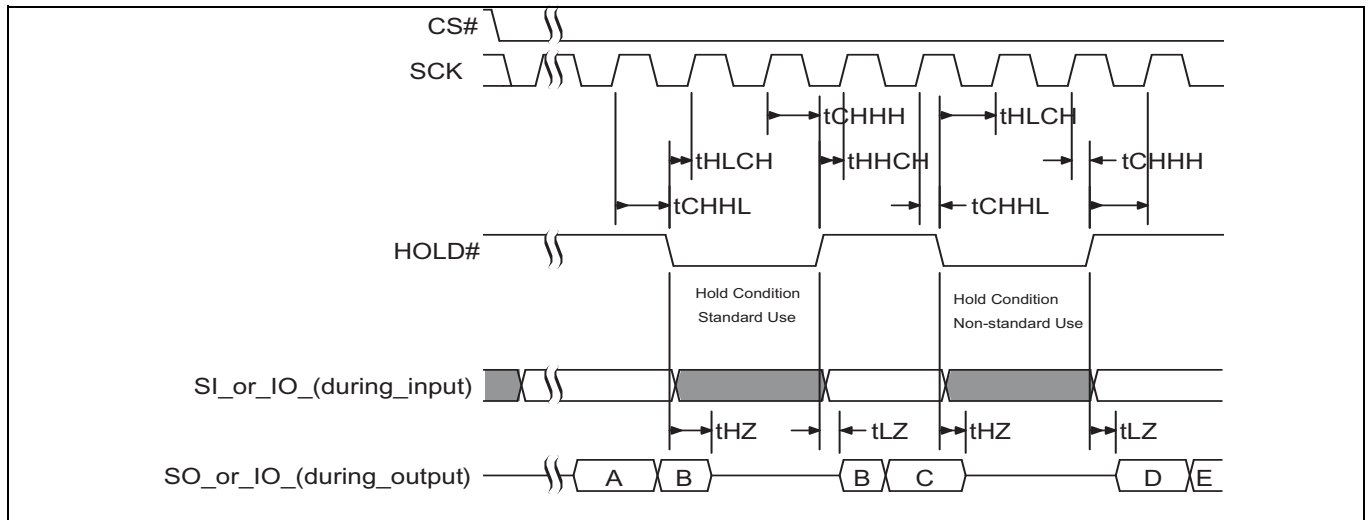 CS#
SCK
tCHHH
tHLCH
tHLCH
tHHCH
tCHHH
tCHHL
tCHHL
HOLD#
Hold Condition
Standard Use
Hold Condition
Non-standard Use
SI_or_IO_(during_input)
tHZ
tLZ
tHZ
tLZ
SO_or_IO_(during_output)
A
B
B
C
D
E